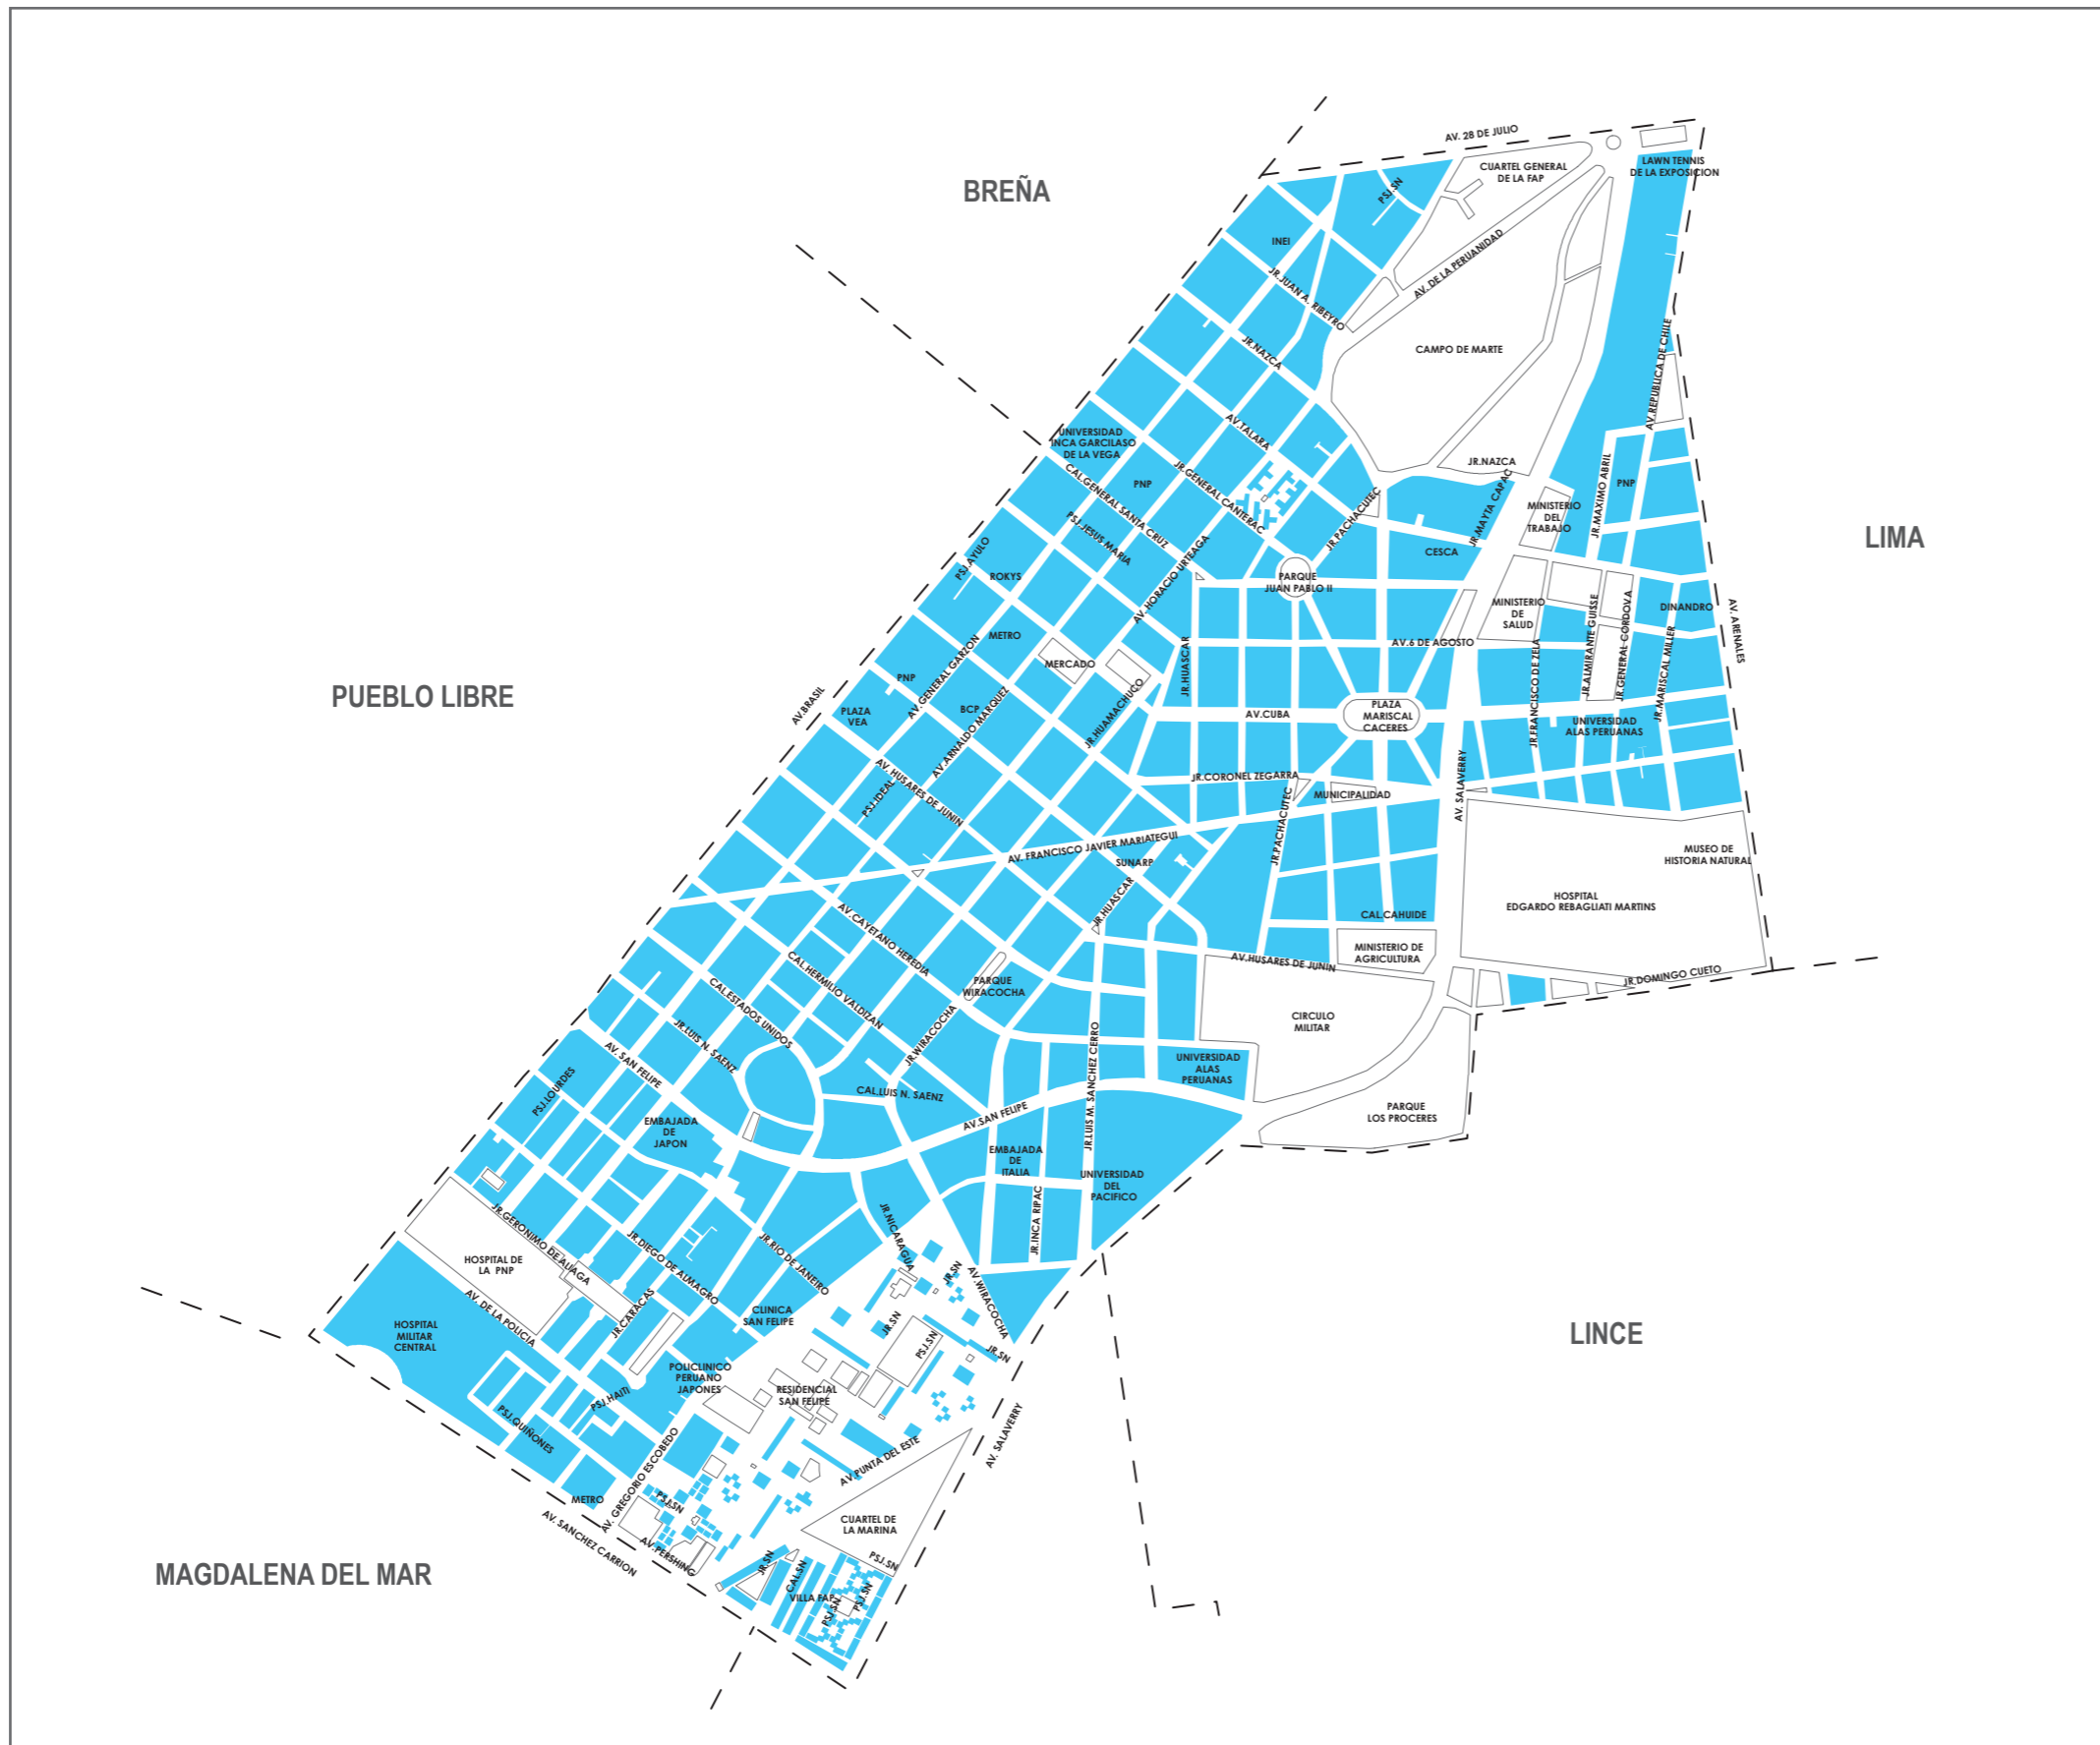 AV. 28 DE JULIO
LAWN TENNIS
DE LA EXPOSICION
CUARTEL GENERAL
DE LA FAP
BREÑA
PSJ.SN
INEI
AV. DE LA PERUANIDAD
JR.JUAN A. RIBEYRO
JR.NAZCA
CAMPO DE MARTE
AV.REPUBLICA DE CHILE
AV.TALARA
UNIVERSIDAD
INCA GARCILASO
DE LA VEGA
JR.GENERAL CANTERAC
JR.NAZCA
PNP
CAL.GENERAL SANTA CRUZ
PNP
JR.MAXIMO ABRIL
JR.MAYTA CAPAC
MINISTERIO
DEL
TRABAJO
PSJ.JESUS MARIA
JR.PACHACUTEC
CESCA
LIMA
PSJ.AYULO
ROKYS
AV. HORACIO URTEAGA
PARQUE
JUAN PABLO II
MINISTERIO
DE
SALUD
JR.ALMIRANTE GUISSE
JR.GENERAL CORDOVA
DINANDRO
AV. ARENALES
METRO
MERCADO
AV.6 DE AGOSTO
JR.HUASCAR
JR.FRANCISCO DE ZELA
JR.MARISCAL MILLER
PUEBLO LIBRE
PNP
AV.GENERAL GARZON
AV.BRASIL
PLAZA
VEA
BCP
AV.ARNALDO MARQUEZ
JR.HUAMACHUCO
AV.CUBA
PLAZA
MARISCAL
CACERES
UNIVERSIDAD
ALAS PERUANAS
AV. HUSARES DE JUNIN
PSJ.IDEAL
JR.CORONEL ZEGARRA
MUNICIPALIDAD
AV. SALAVERRY
JR.PACHACUTEC
AV. FRANCISCO JAVIER MARIATEGUI
SUNARP
MUSEO DE
HISTORIA NATURAL
HOSPITAL
EDGARDO REBAGLIATI MARTINS
JR.HUASCAR
CAL.CAHUIDE
AV.CAYETANO HEREDIA
MINISTERIO DE
AGRICULTURA
AV.HUSARES DE JUNIN
JR.DOMINGO CUETO
CAL.HERMILIO VALDIZAN
PARQUE
WIRACOCHA
CAL.ESTADOS UNIDOS
CIRCULO
MILITAR
JR.LUIS N. SAENZ
JR.WIRACOCHA
JR.LUIS M. SANCHEZ CERRO
AV. SAN FELIPE
UNIVERSIDAD
ALAS
PERUANAS
PSJ.LOURDES
CAL.LUIS N. SAENZ
AV.SAN FELIPE
PARQUE
LOS PROCERES
EMBAJADA
DE
JAPON
EMBAJADA
DE
ITALIA
UNIVERSIDAD
DEL
PACIFICO
JR.GERONIMO DE ALIAGA
JR.NICARAGUA
JR.INCA RIPAC
JR.DIEGO DE ALMAGRO
JR.RIO DE JANEIRO
HOSPITAL DE
LA PNP
JR.SN
AV.WIRACOCHA
AV. DE LA POLICIA
JR.CARACAS
CLINICA
SAN FELIPE
JR.SN
HOSPITAL
MILITAR
CENTRAL
PSJ.SN
JR.SN
LINCE
POLICLINICO
PERUANO
JAPONES
RESIDENCIAL
SAN FELIPE
PSJ.HAITI
PSJ.QUIÑONES
AV. SALAVERRY
AV.PUNTA DEL ESTE
AV. GREGORIO ESCOBEDO
METRO
PSJ.SN
AV. SANCHEZ CARRION
AV.PERSHING
CUARTEL DE
LA MARINA
MAGDALENA DEL MAR
JR.SN
CAL.SN
PSJ.SN
VILLA FAP
PSJ.SN
PSJ.SN